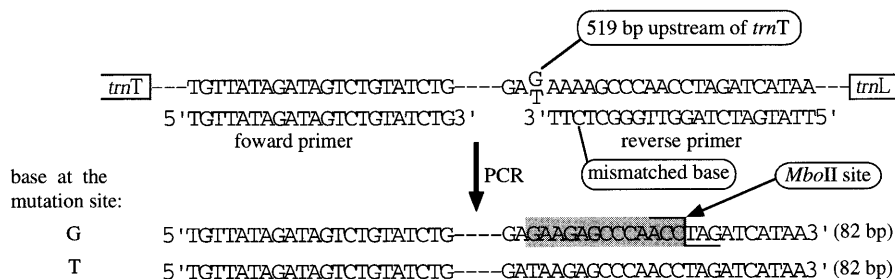 519 bp upstream of trnT
G
trnT ---TGTTATAGATAGTCTGTATCTG----GA AAAAGCCCAACCTAGATCATAA--- trnL
T
5'TGTTATAGATAGTCTGTATCTG3' 3'TTCTCGGGTTGGATCTAGTATT5'
foward primer reverse primer
PCR mismatched base MboII site
base at the
mutation site:
G 5'TGTTATAGATAGTCTGTATCTG----GAGAAGAGCCCAACCTAGATCATAA3' (82 bp)
T 5'TGTTATAGATAGTCTGTATCTG----GATAAGAGCCCAACCTAGATCATAA3' (82 bp)